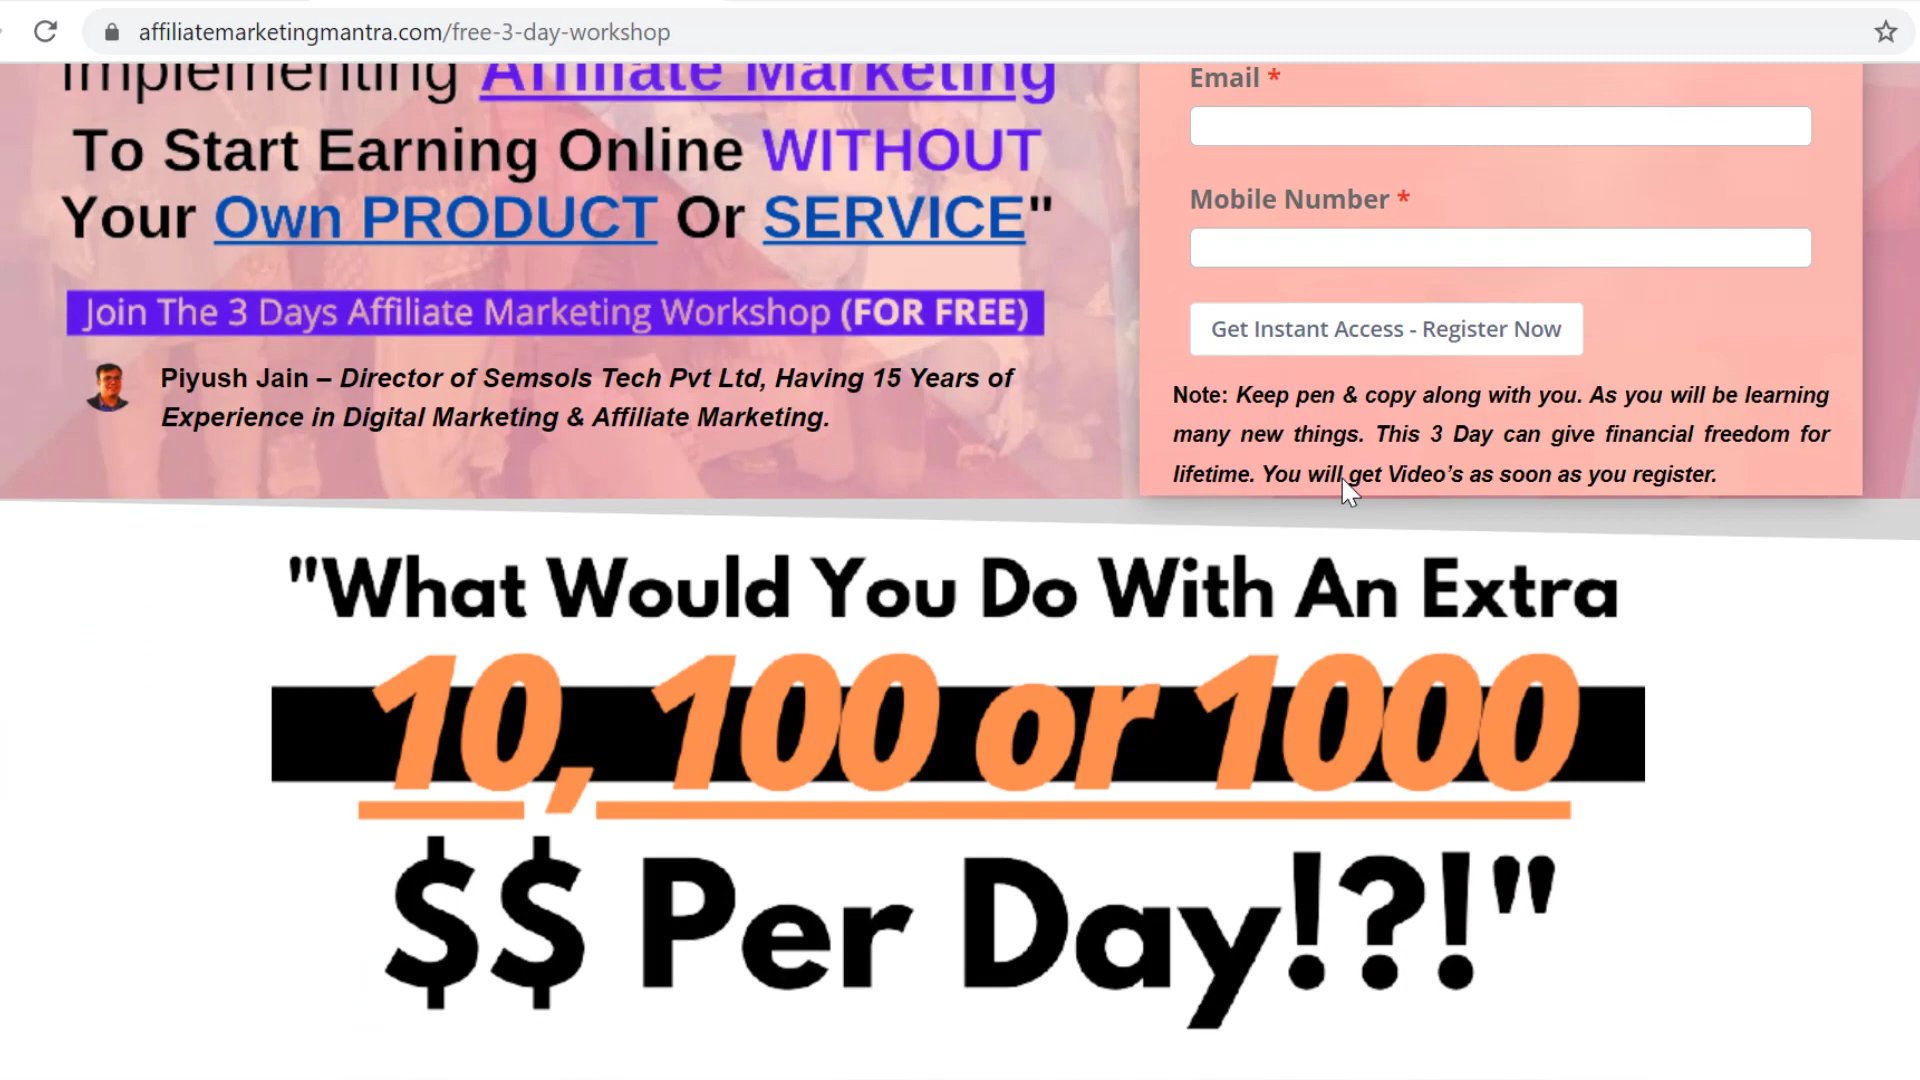 affiliatemarketingmantra.com/free-3-day-workshop
Implementing Affiliate Marketing
To Start Earning Online WITHOUT
Your Own PRODUCT Or SERVICE"
Join The 3 Days Affiliate Marketing Workshop (FOR FREE)
Piyush Jain – Director of Semsols Tech Pvt Ltd, Having 15 Years of
Experience in Digital Marketing & Affiliate Marketing.
Email *
Mobile Number *
Get Instant Access - Register Now
Note: Keep pen & copy along with you. As you will be learning
many new things. This 3 Day can give financial freedom for
lifetime. You will get Video's as soon as you register.
"What Would You Do With An Extra
10, 100 or 1000
$$ Per Day!?!"